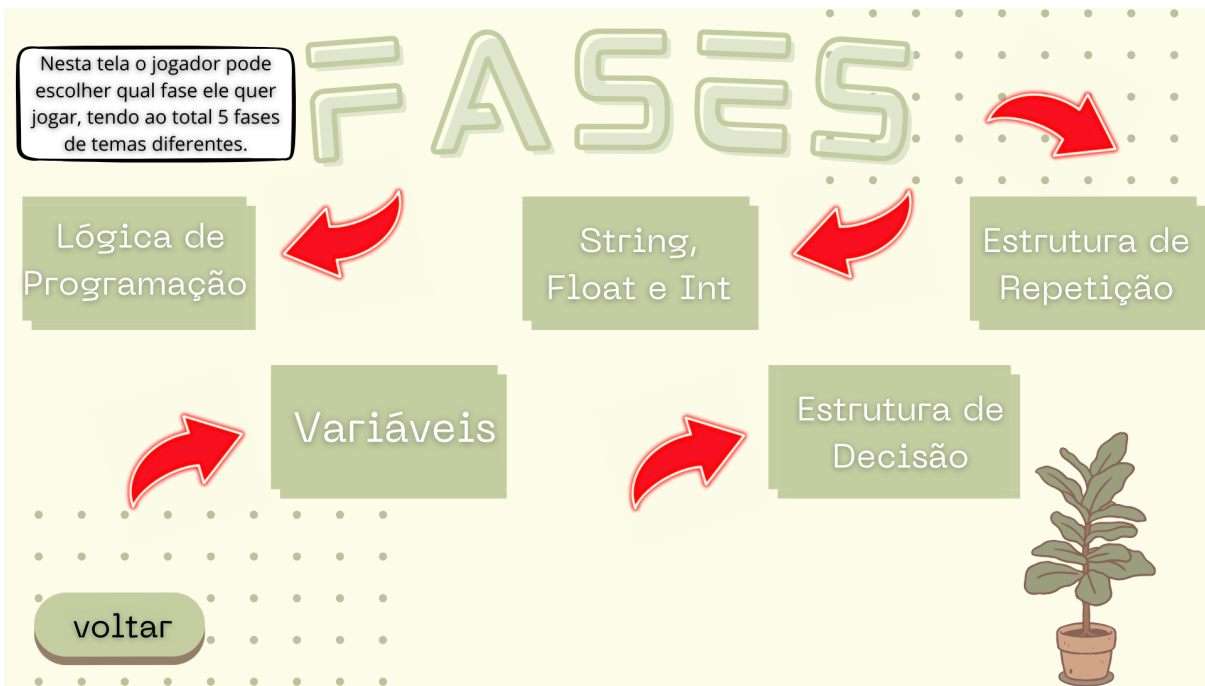 Nesta tela o jogador pode
escolher qual fase ele quer
jogar, tendo ao total 5 fases
de temas diferentes.
FASES
Lógica de
Programação
String,
Float e Int
Estrutura de
Repetição
Variáveis
Estrutura de
Decisão
voltar